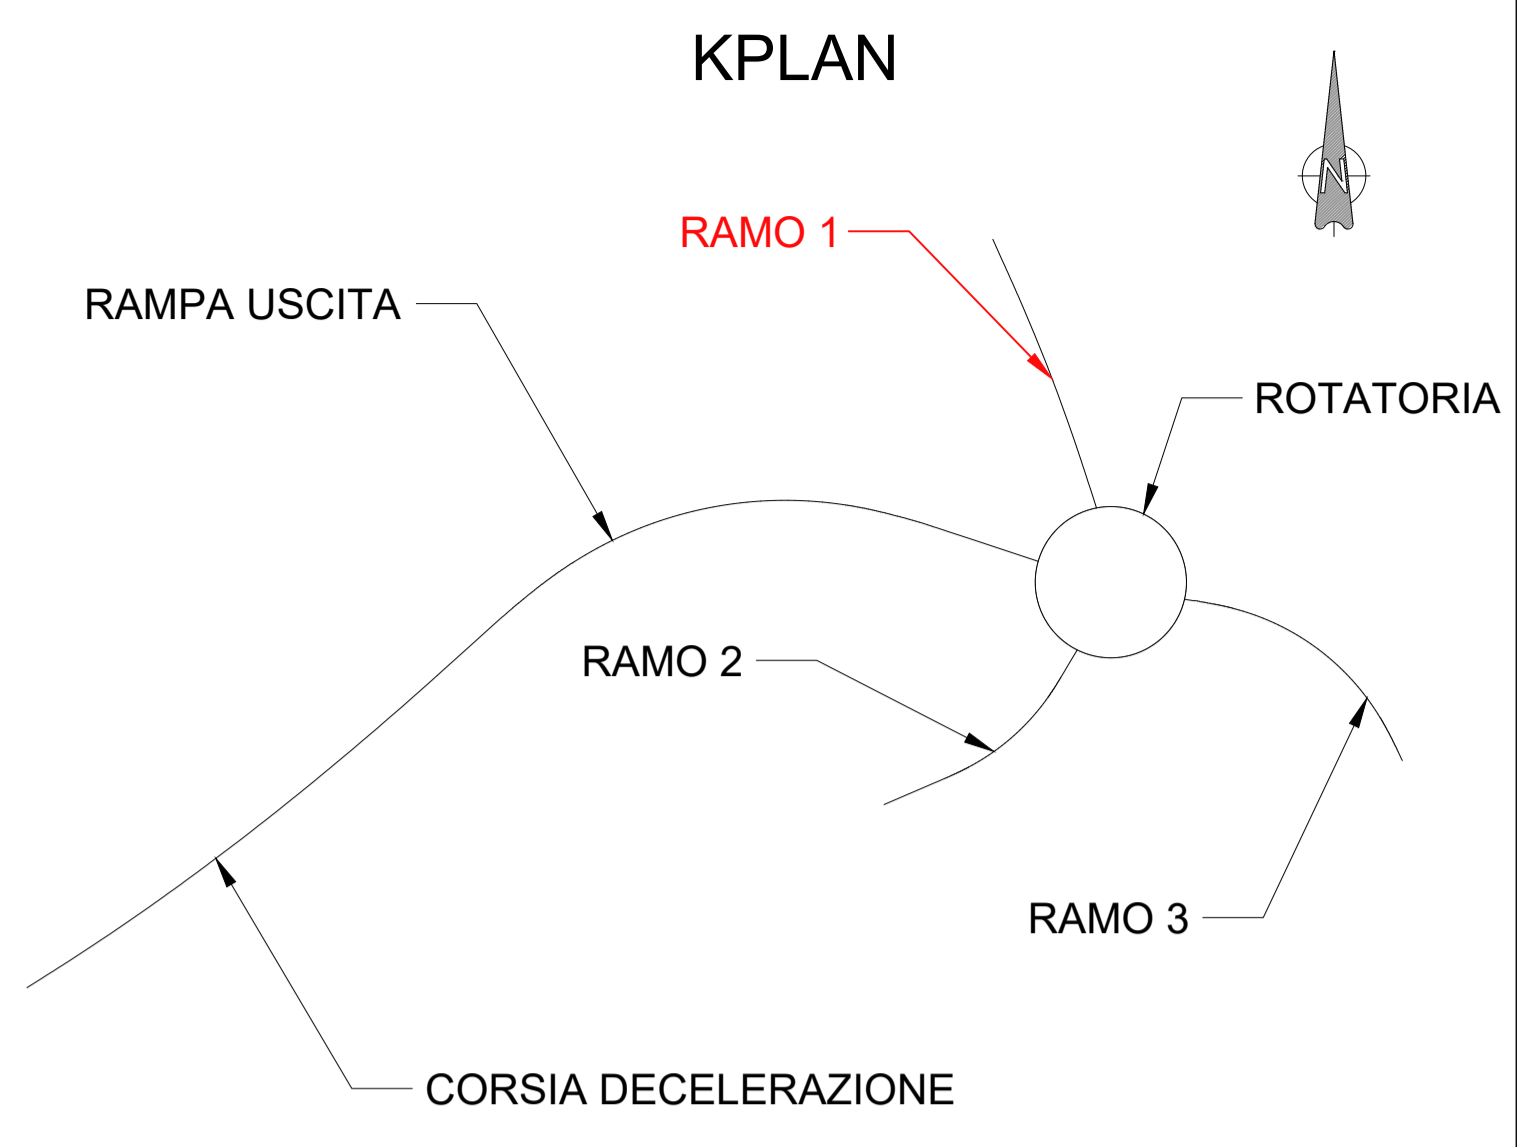 KPLAN
N
RAMO 1
RAMPA USCITA
ROTATORIA
RAMO 2
RAMO 3
CORSIA DECELERAZIONE